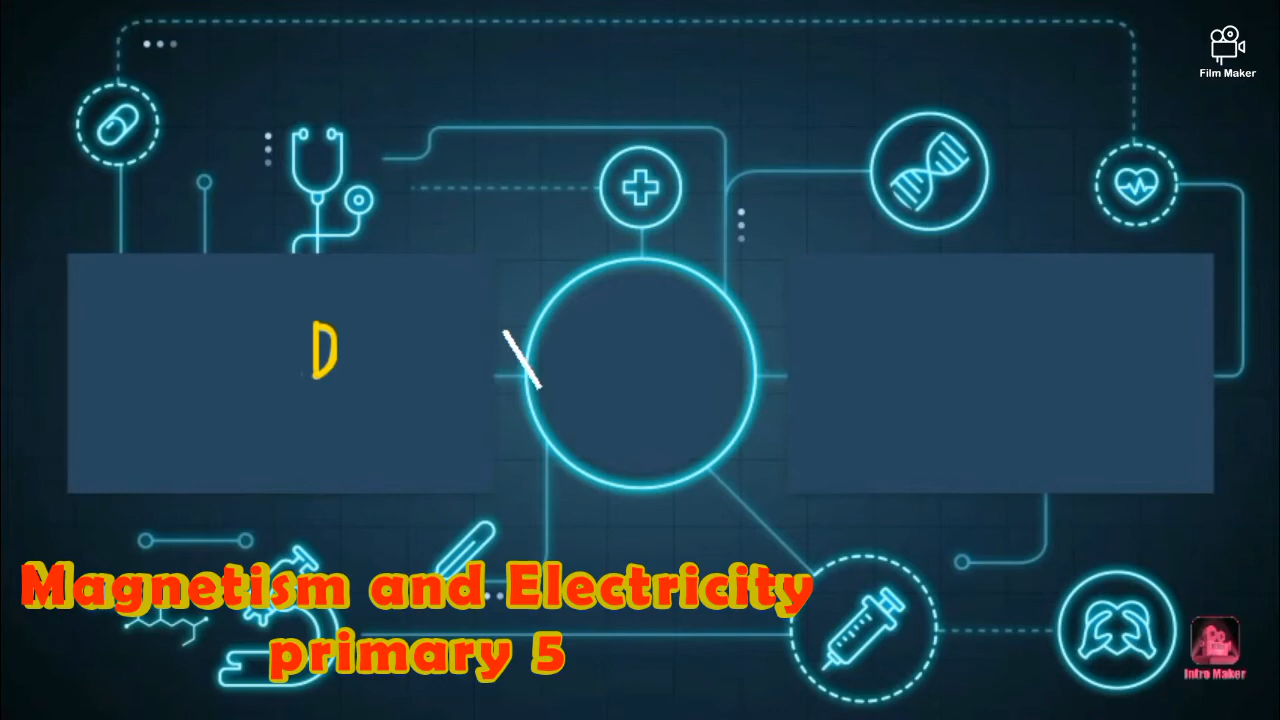 Film Maker
D
Magnetism and Electricity
primary 5
Intro Maker